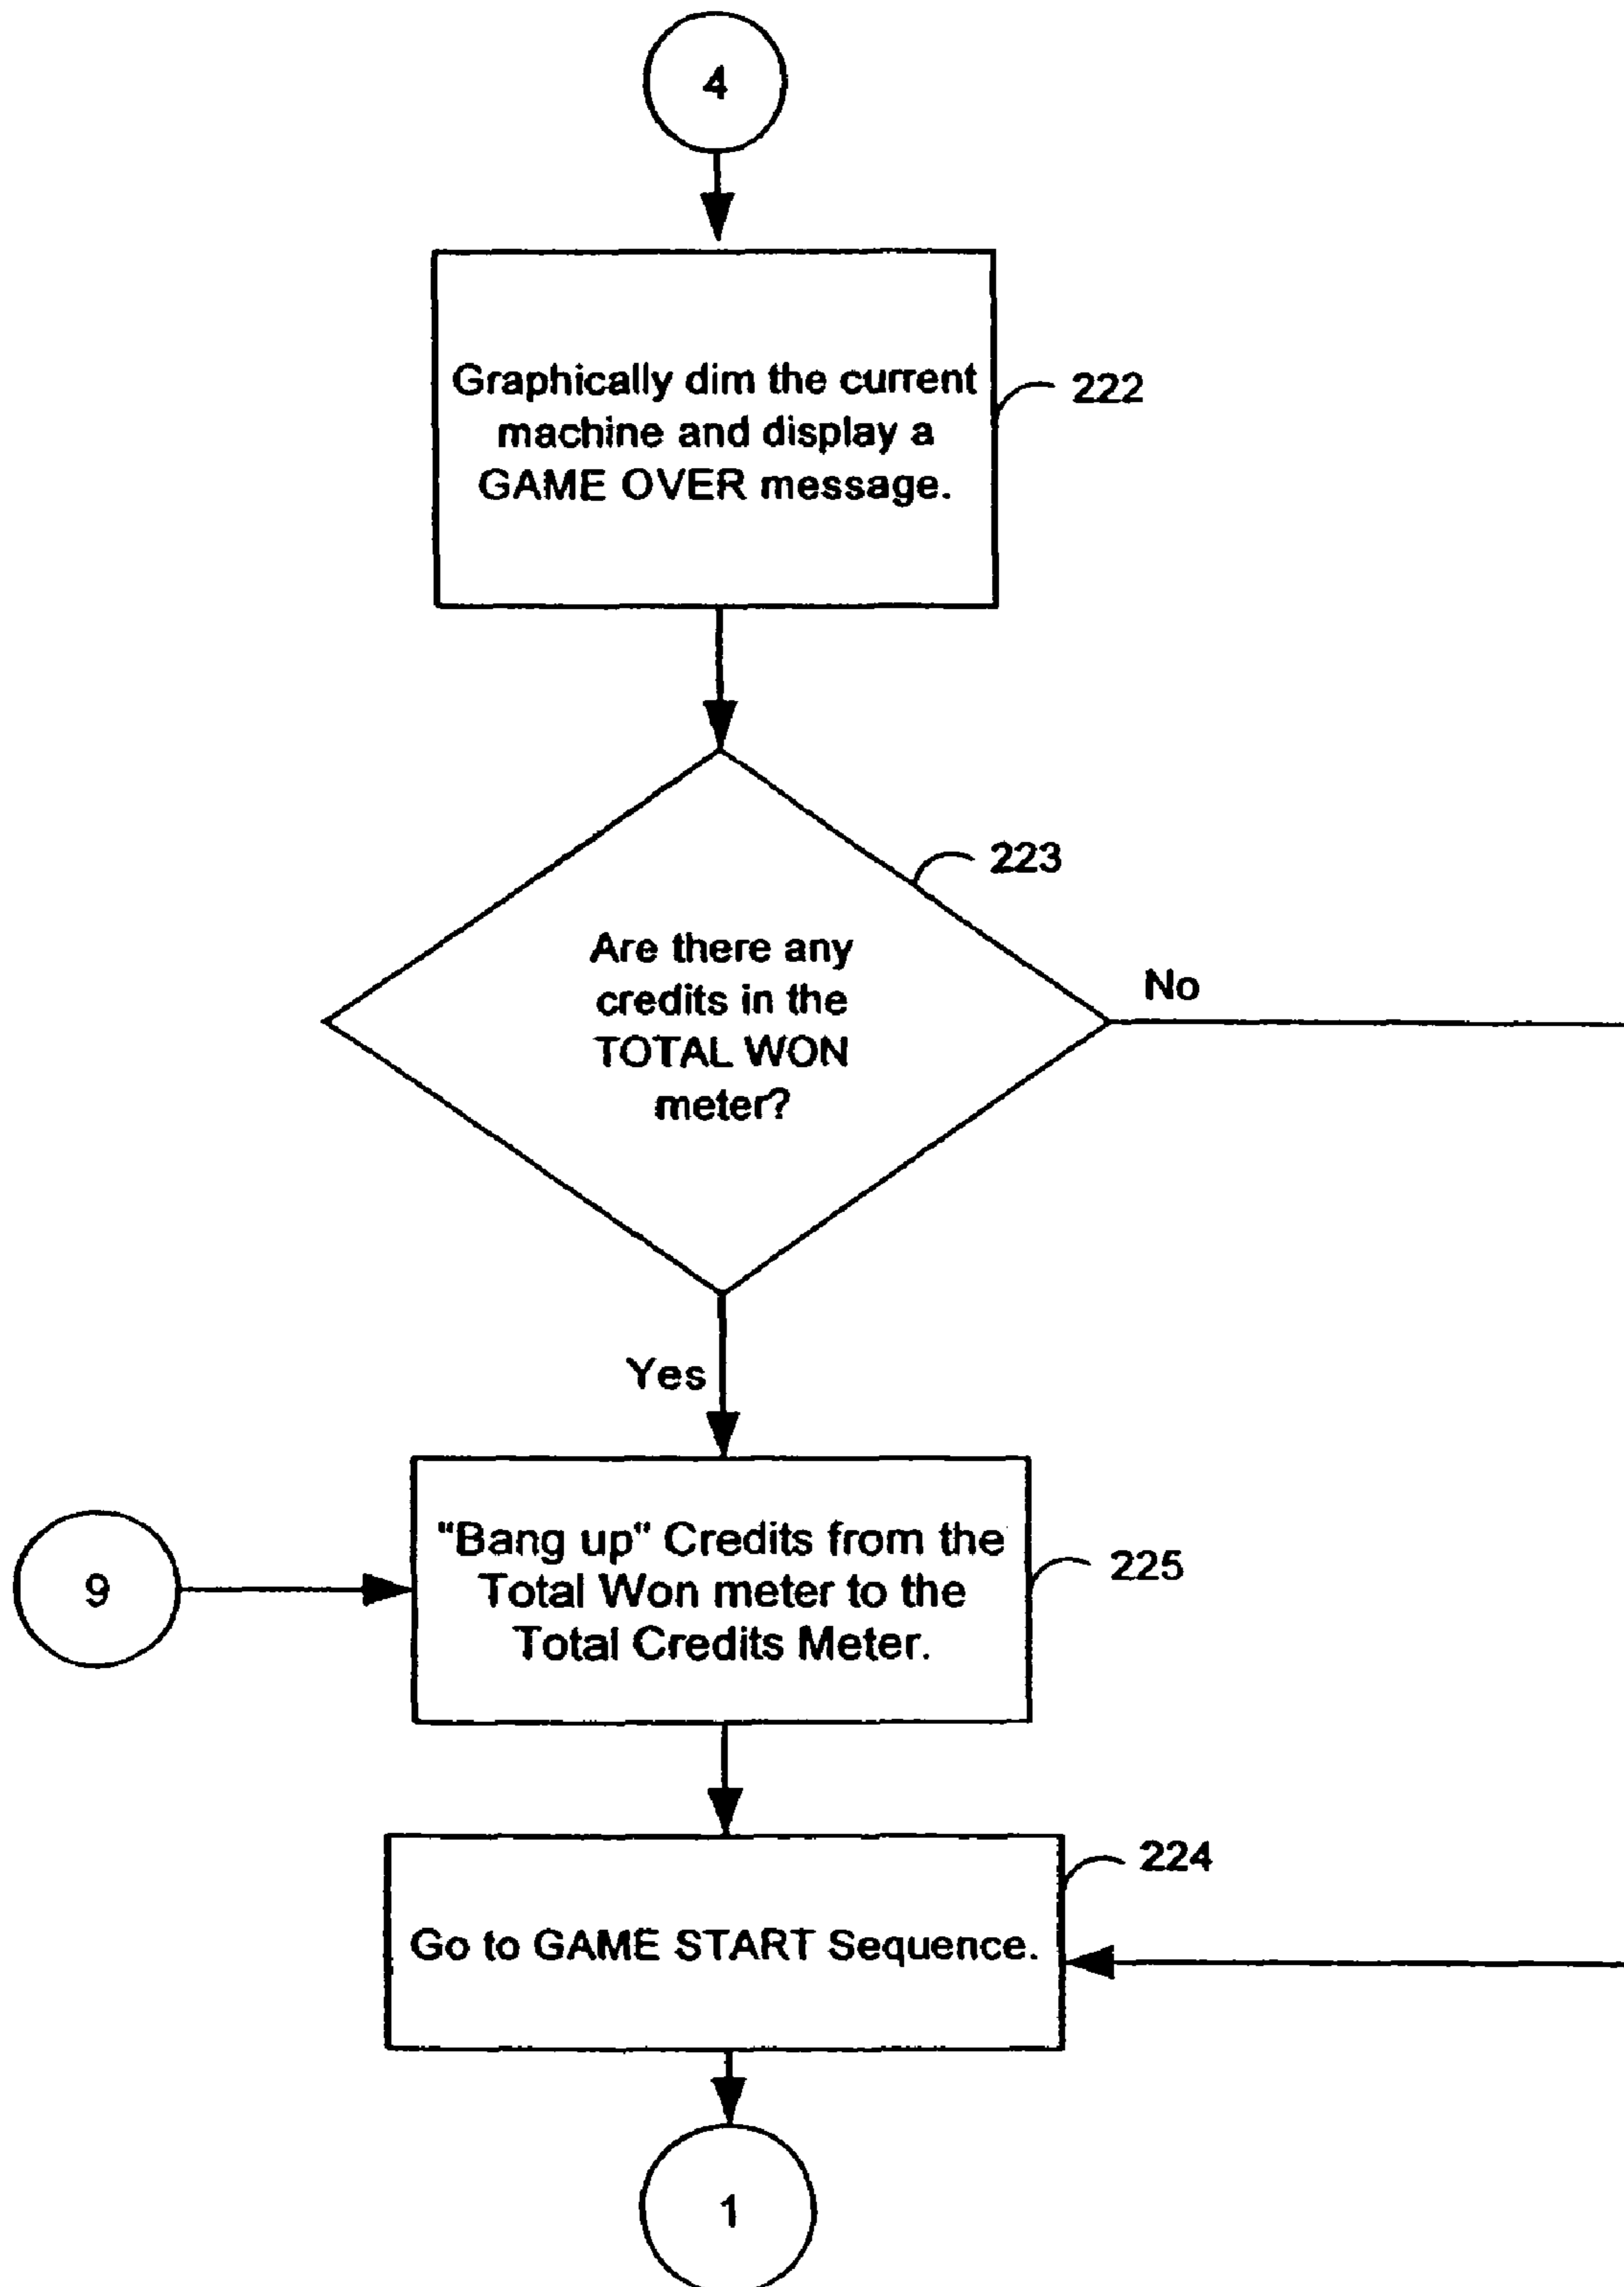 4
Graphically dim the current
machine and display a
GAME OVER message.
222
223
Are there any
credits in the
TOTAL WON
meter?
No
Yes
"Bang up" Credits from the
Total Won meter to the
Total Credits Meter.
225
9
224
Go to GAME START Sequence.
1